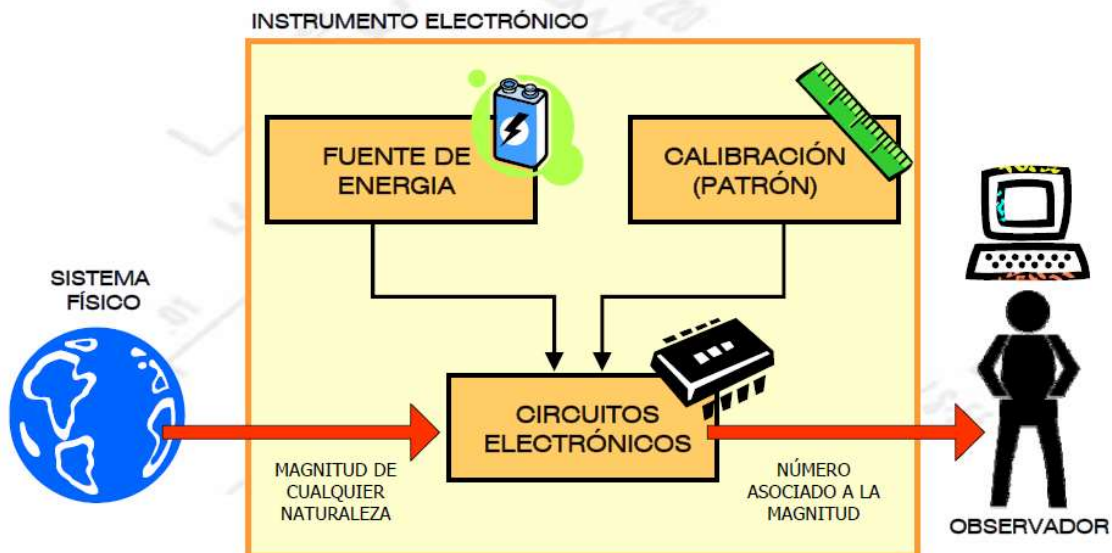 INSTRUMENTO ELECTRÓNICO
FUENTE DE
ENERGIA
CALIBRACIÓN
(PATRÓN)
SISTEMA
FÍSICO
CIRCUITOS
ELECTRÓNICOS
MAGNITUD DE
CUALQUIER
NATURALEZA
NÚMERO
ASOCIADO A LA
MAGNITUD
OBSERVADOR